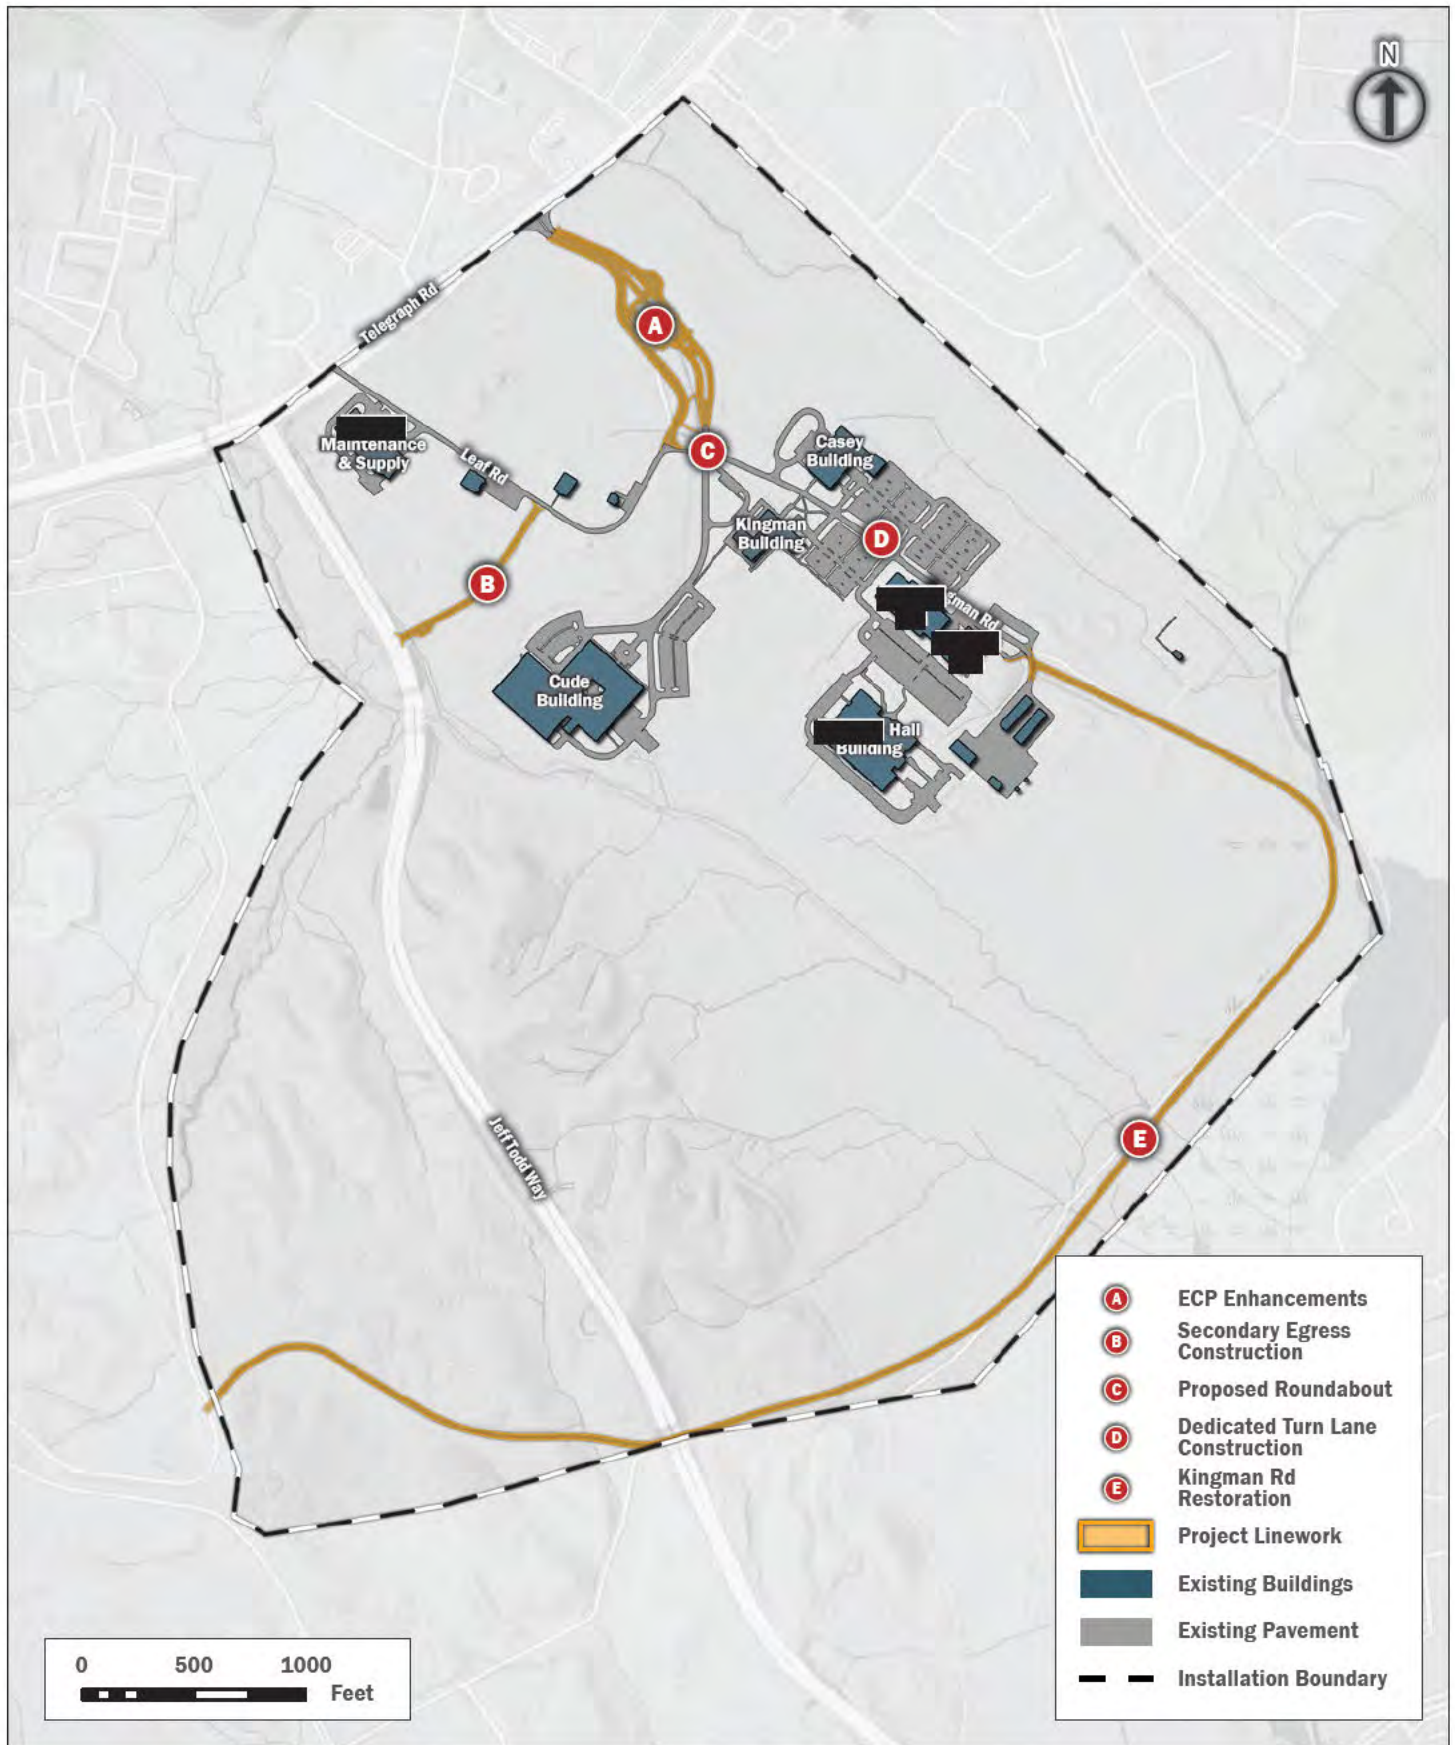 N
Telegraph Rd
A
C
Maintenance
& Supply
Leaf Rd
Casey
Building
Kingman
Building
D
B
gman Rd
Cude
Building
Hall
Building
Jeff Todd Way
E
A ECP Enhancements
B Secondary Egress
Construction
C Proposed Roundabout
D Dedicated Turn Lane
Construction
E Kingman Rd
Restoration
Project Linework
Existing Buildings
Existing Pavement
Installation Boundary
0 500 1000
Feet